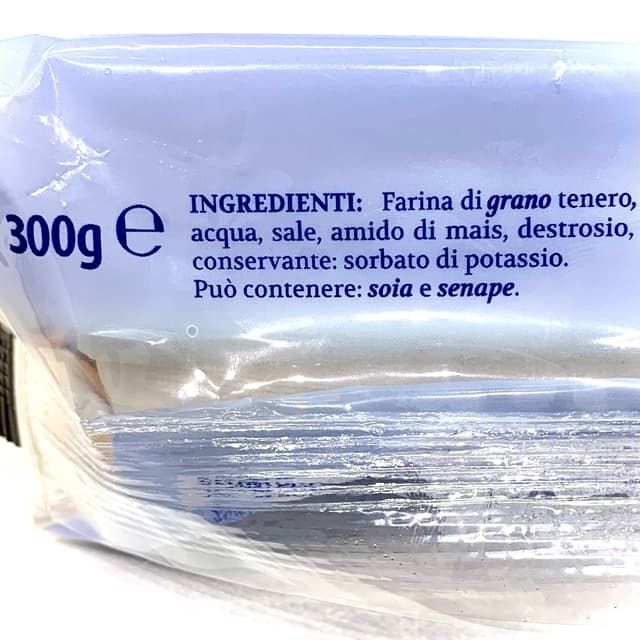 300g e
INGREDIENTI: Farina di grano tenero,
acqua, sale, amido di mais, destrosio,
conservante: sorbato di potassio.
Può contenere: soia e senape.